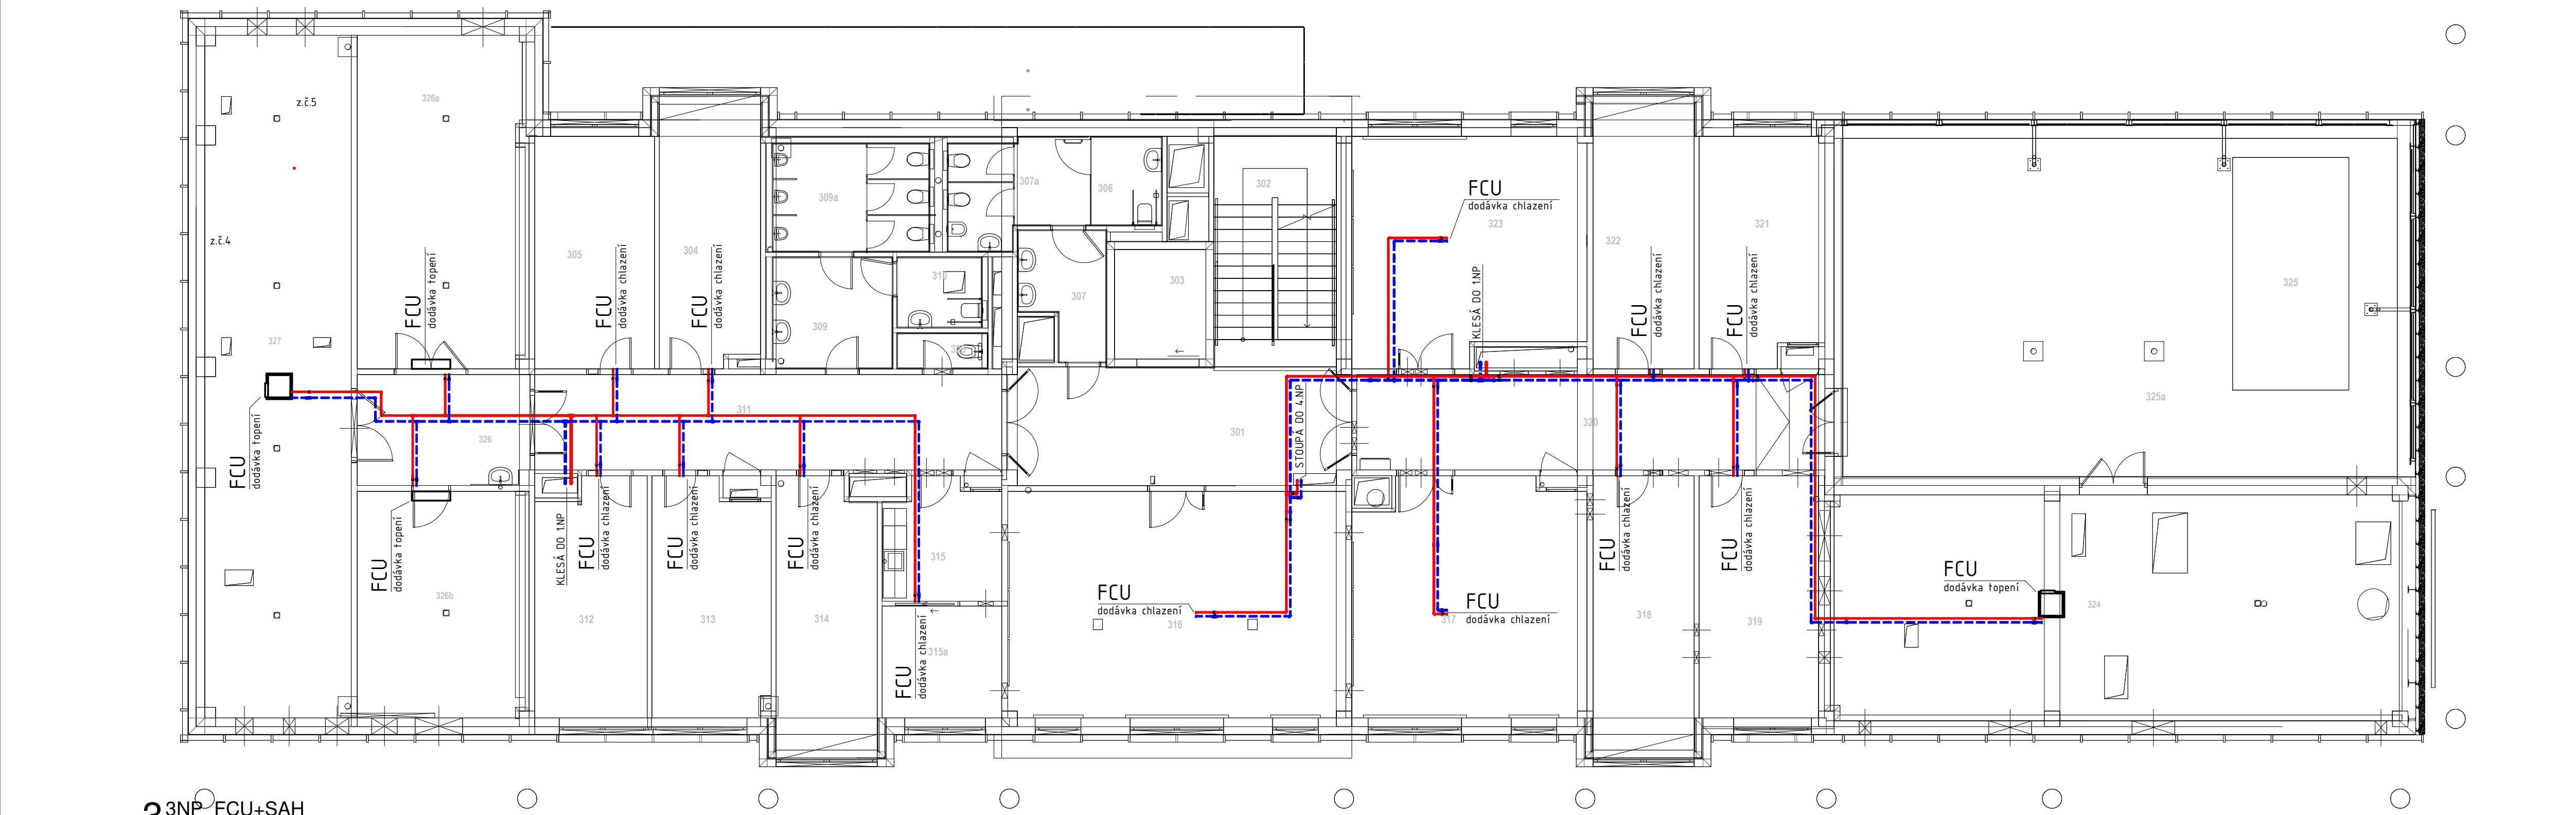 z.č.5
326a
z.č.4
327
FCU
dodávka topení
FCU
dodávka topení
326
FCU
dodávka topení
326b
305
304
FCU
dodávka chlazení
FCU
dodávka chlazení
311
309a
309
310
307a
306
307
303
302
301
KLESÁ DO 1.NP
FCU
dodávka chlazení
312
FCU
dodávka chlazení
313
FCU
dodávka chlazení
314
315
FCU
dodávka chlazení
315a
FCU
dodávka chlazení
316
STOUPÁ DO 4.NP
FCU
dodávka chlazení
323
KLESÁ DO 1.NP
322
321
FCU
dodávka chlazení
FCU
dodávka chlazení
320
FCU
dodávka chlazení
317
FCU
dodávka chlazení
318
FCU
dodávka chlazení
319
325
325a
FCU
dodávka topení
324
3NP FCU+SAH